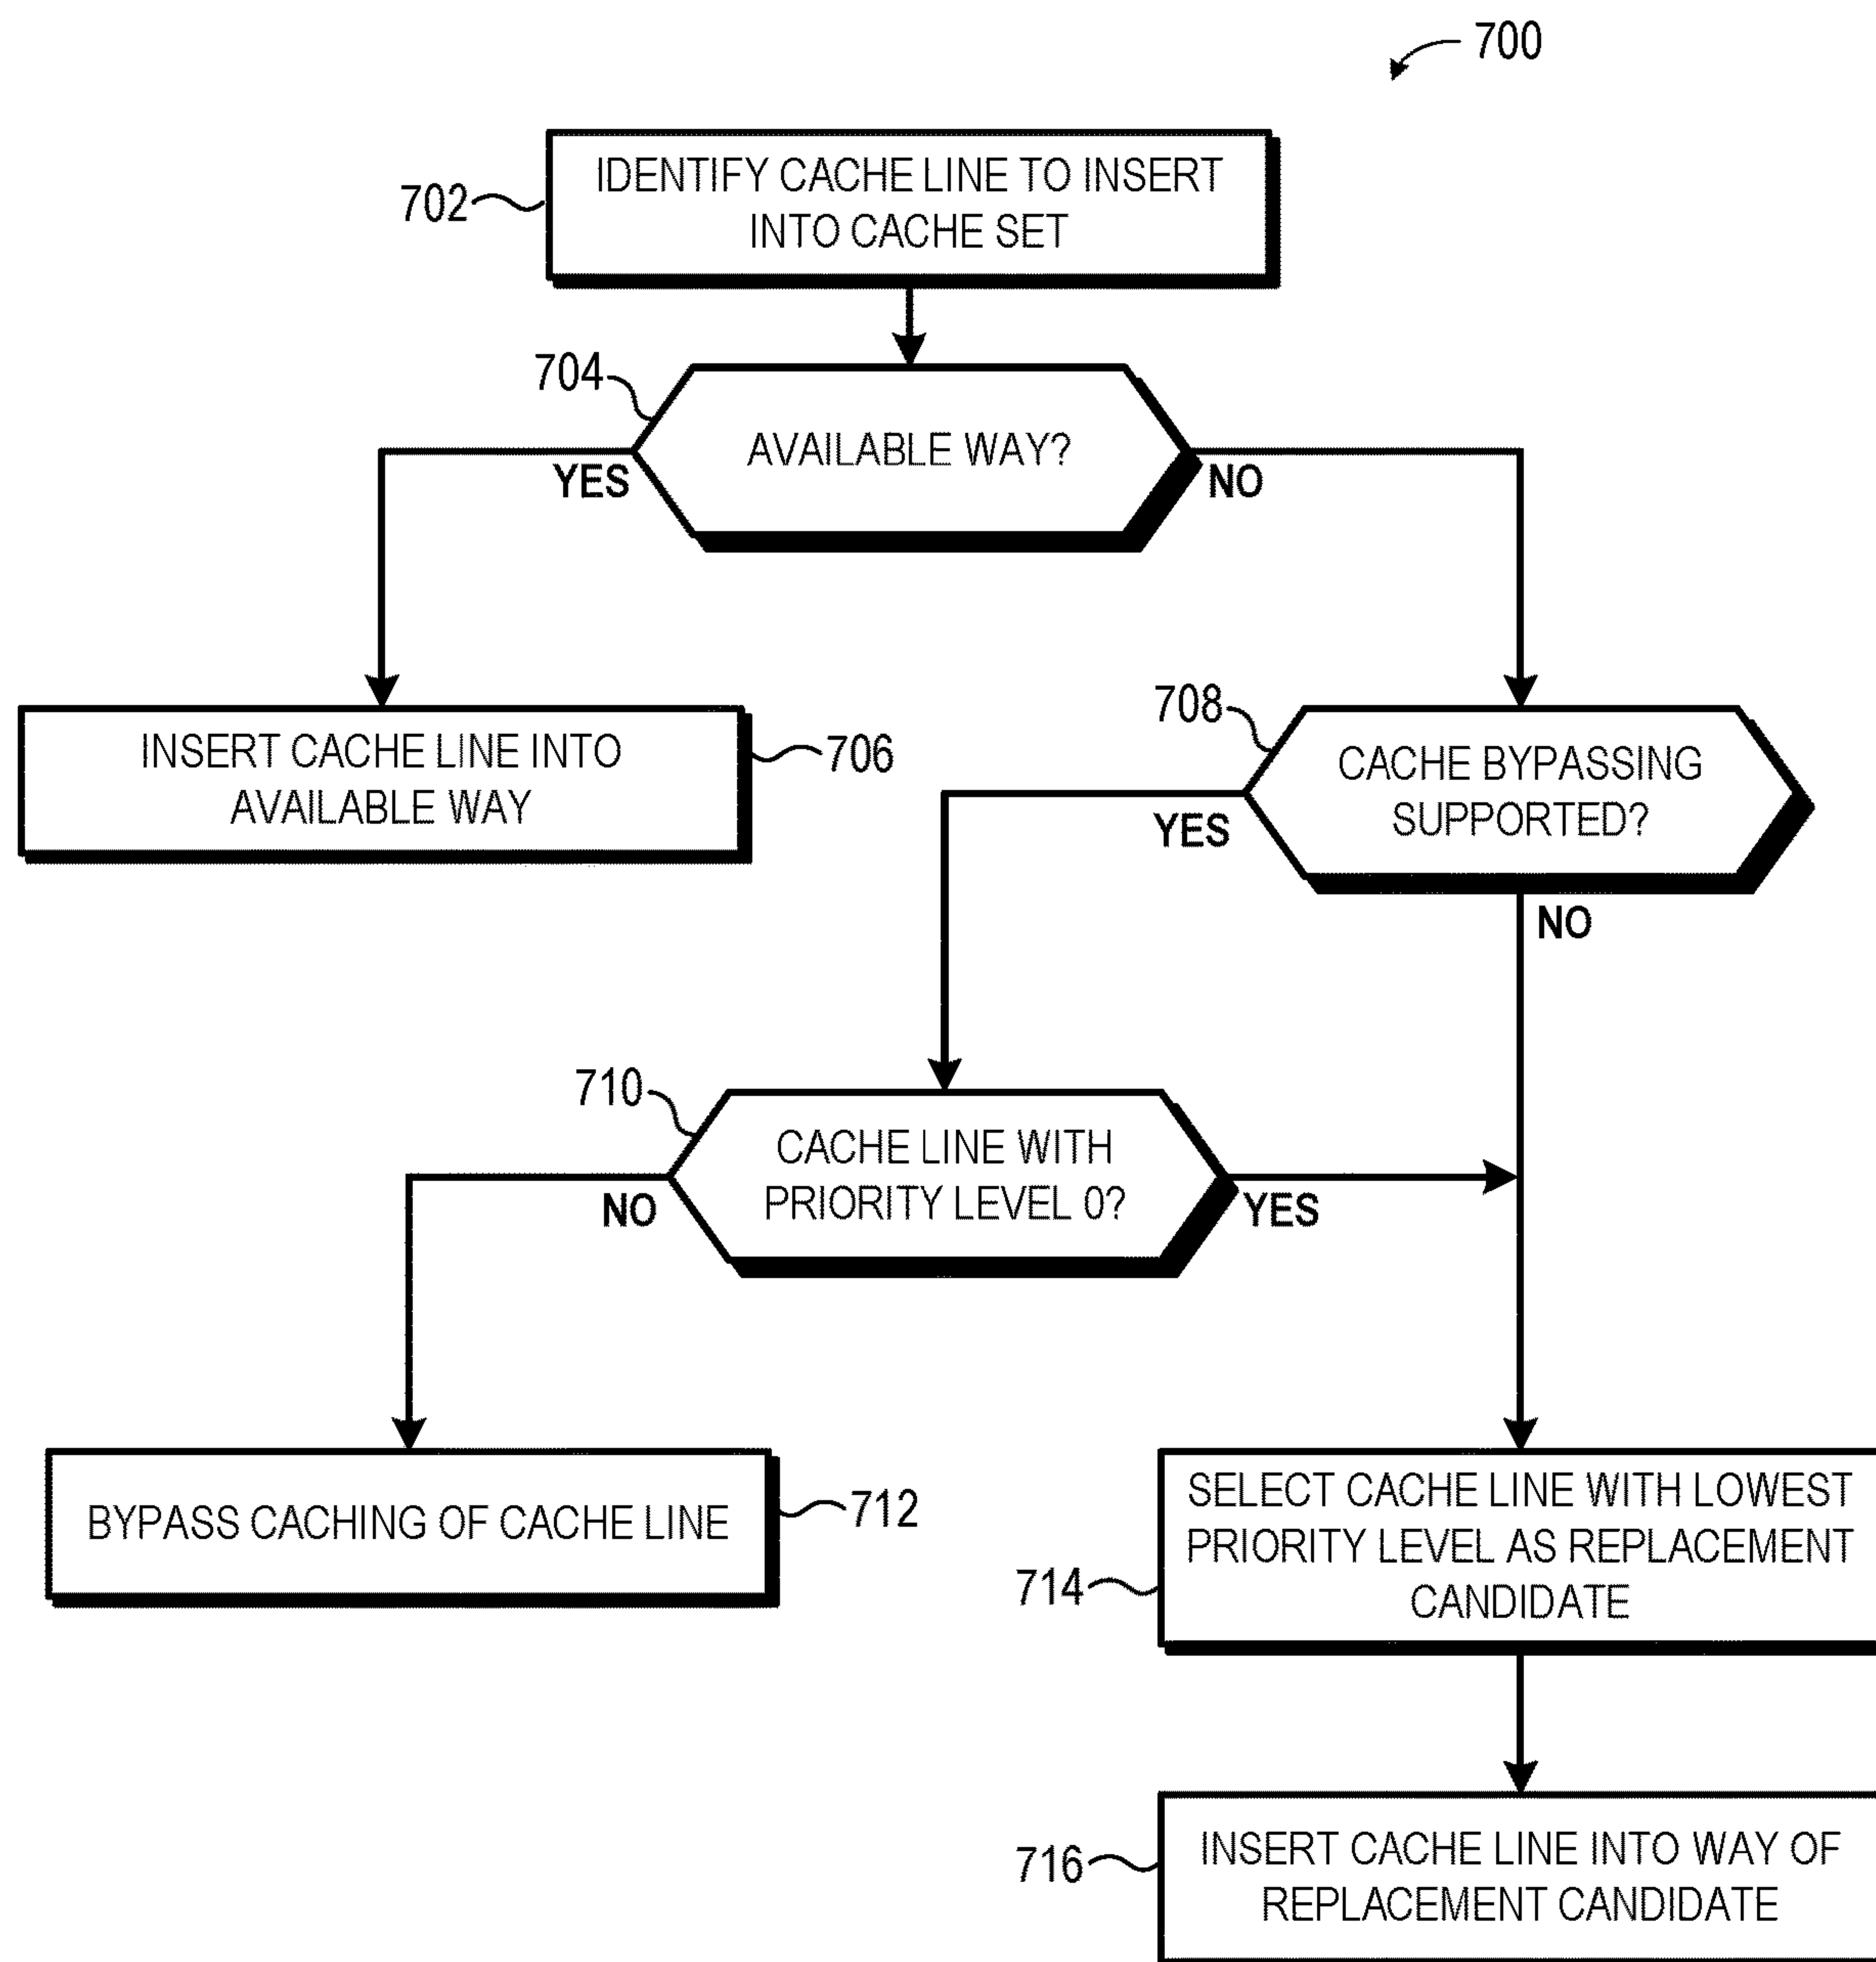 700
702
IDENTIFY CACHE LINE TO INSERT
INTO CACHE SET
704
AVAILABLE WAY?
YES
NO
INSERT CACHE LINE INTO
AVAILABLE WAY
706
708
CACHE BYPASSING
SUPPORTED?
YES
NO
710
CACHE LINE WITH
PRIORITY LEVEL 0?
NO
YES
BYPASS CACHING OF CACHE LINE
712
SELECT CACHE LINE WITH LOWEST
PRIORITY LEVEL AS REPLACEMENT
CANDIDATE
714
716
INSERT CACHE LINE INTO WAY OF
REPLACEMENT CANDIDATE